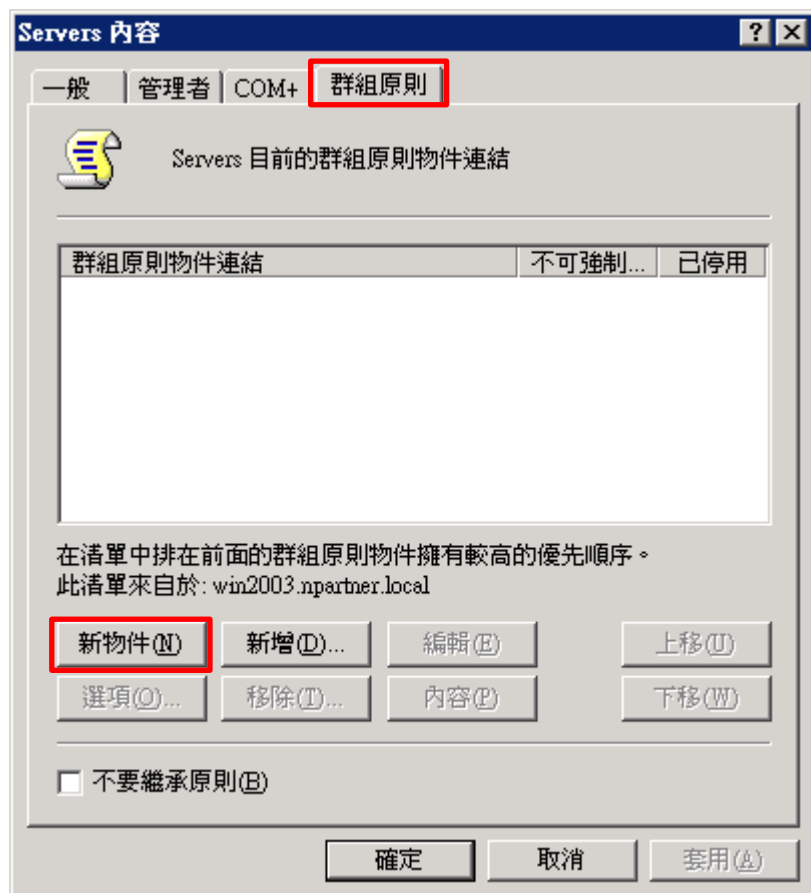 Servers 內容
一般 管理者 COM+ 群組原則
Servers 目前的群組原則物件連結
群組原則物件連結 不可強制... 已停用
在清單中排在前面的群組原則物件擁有較高的優先順序。
此清單來自於: win2003.npartner.local
新物件(N) 新增(D)... 編輯(E) 上移(U)
選項(O)... 移除(T)... 內容(P) 下移(W)
不要繼承原則(B)
確定 取消 套用(A)